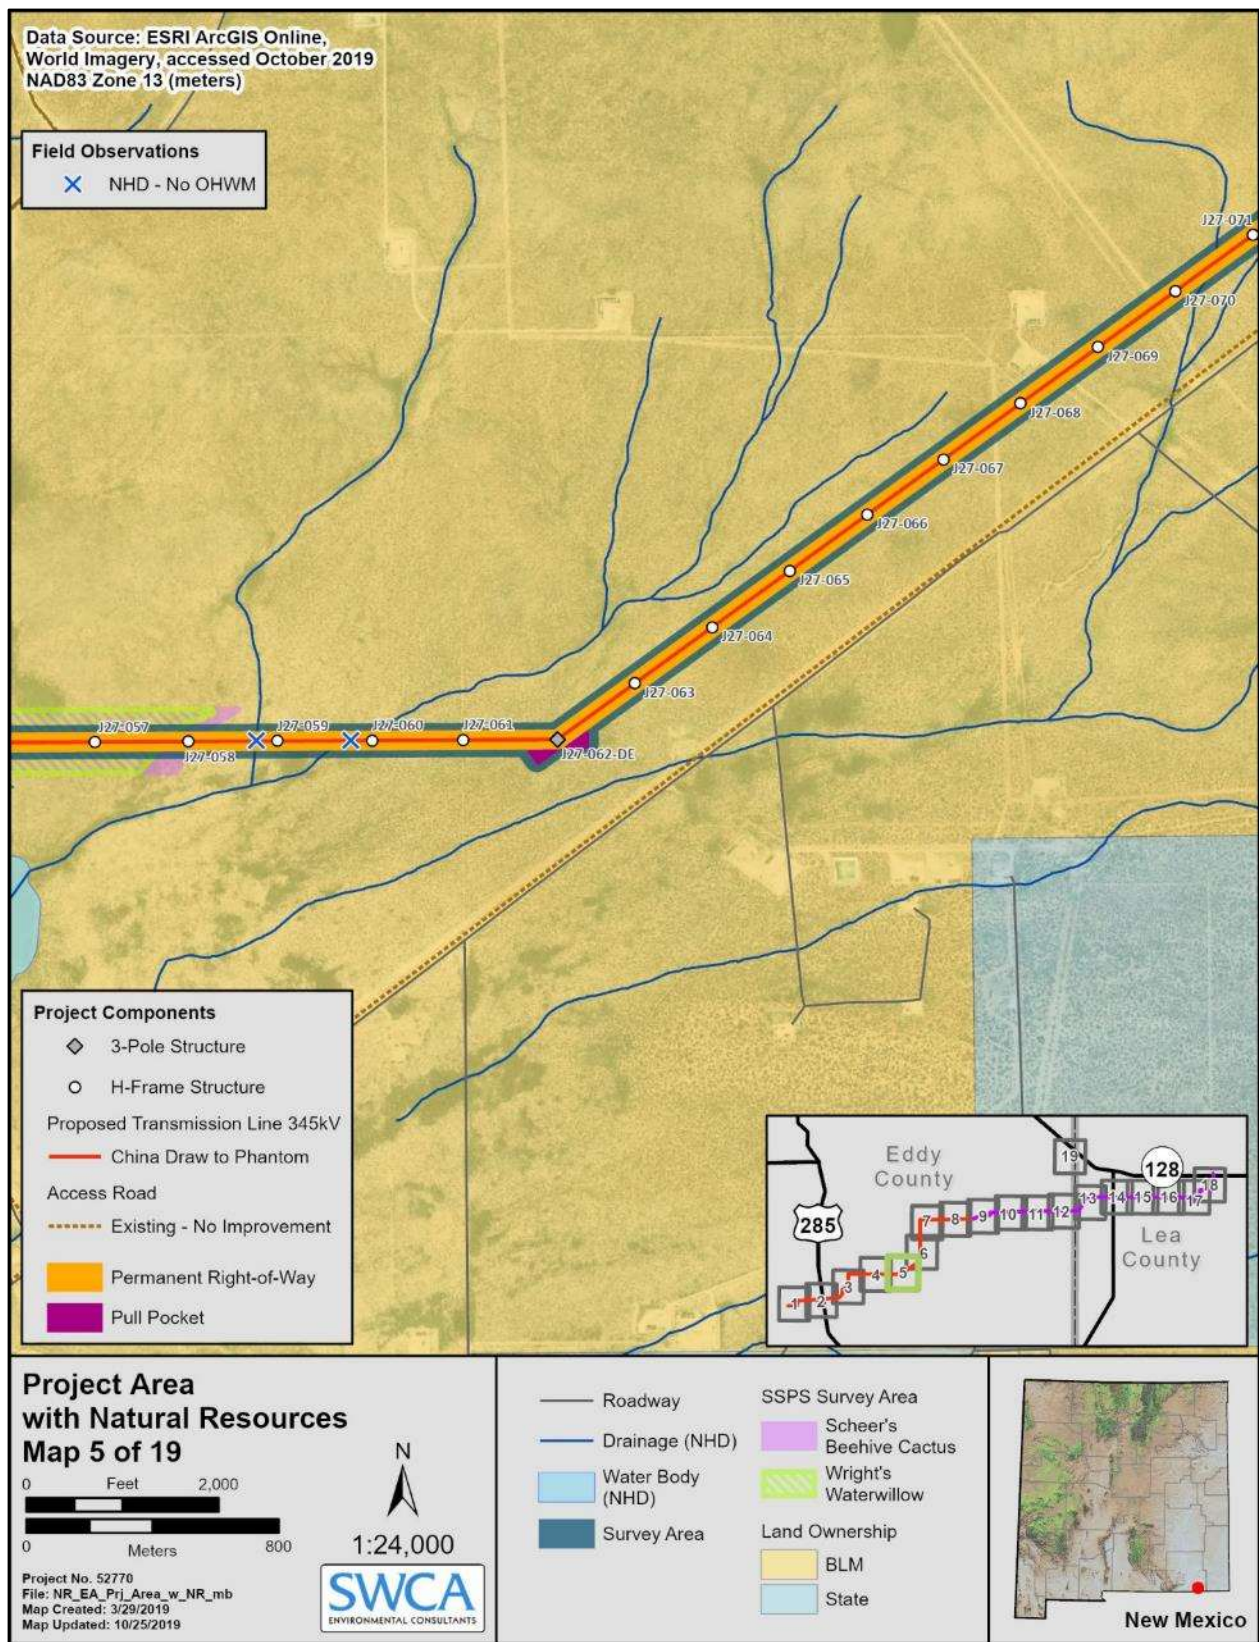 Data Source: ESRI ArcGIS Online,
World Imagery, accessed October 2019
NAD83 Zone 13 (meters)
Field Observations
NHD - No OHWM
J27-071
J27-070
J27-069
J27-068
J27-067
J27-066
J27-065
J27-064
J27-063
J27-057
J27-059
J27-060
J27-061
J27-058
J27-062-DE
Project Components
3-Pole Structure
H-Frame Structure
Proposed Transmission Line 345kV
China Draw to Phantom
Access Road
Existing - No Improvement
Permanent Right-of-Way
Pull Pocket
Eddy
County
19
128
18
13
14
15
16
17
285
7
8
9
10
11
12
Lea
County
6
5
4
3
2
1
Project Area
with Natural Resources
Map 5 of 19
N
0 Feet 2,000
0 Meters 800
1:24,000
Project No. 52770
File: NR_EA_Prj_Area_w_NR_mb
Map Created: 3/29/2019
Map Updated: 10/25/2019
SWCA
ENVIRONMENTAL CONSULTANTS
Roadway
Drainage (NHD)
Water Body
(NHD)
Survey Area
SSPS Survey Area
Scheer's
Beehive Cactus
Wright's
Waterwillow
Land Ownership
BLM
State
New Mexico